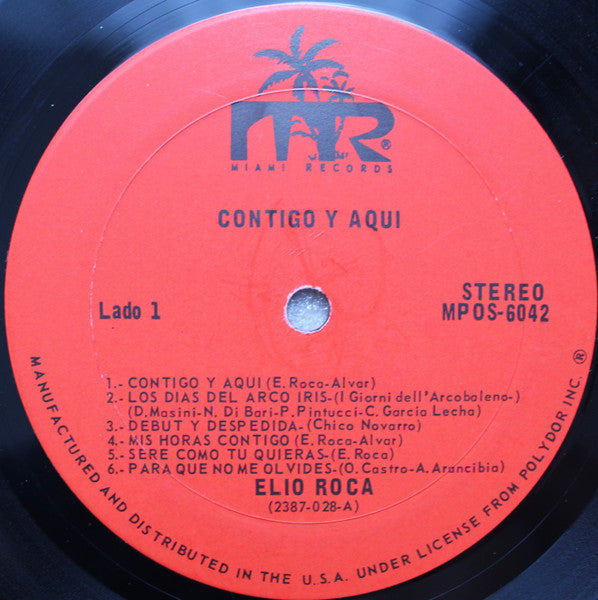 MR®
MIAMI RECORDS
CONTIGO Y AQUI
Lado 1
STEREO
MPOS-6042
1.- CONTIGO Y AQUI (E. Roca-Alvar)
2.- LOS DIAS DEL ARCO IRIS-(I Giorni dell'Arcobaleno-)
(D. Masini-N. Di Bari-P. Pintucci-C. Garcia Lecha)
3.- DEBUT Y DESPEDIDA-(Chico Novarro)
4.- MIS HORAS CONTIGO (E. Roca-Alvar)
5.- SERE COMO TU QUIERAS-(E. Roca)
6.- PARA QUE NO ME OLVIDES-(O. Castro-A. Arancibia)
ELIO ROCA
(2387-028-A)
MANUFACTURED AND DISTRIBUTED IN THE U.S.A. UNDER LICENSE FROM POLYDOR INC.®